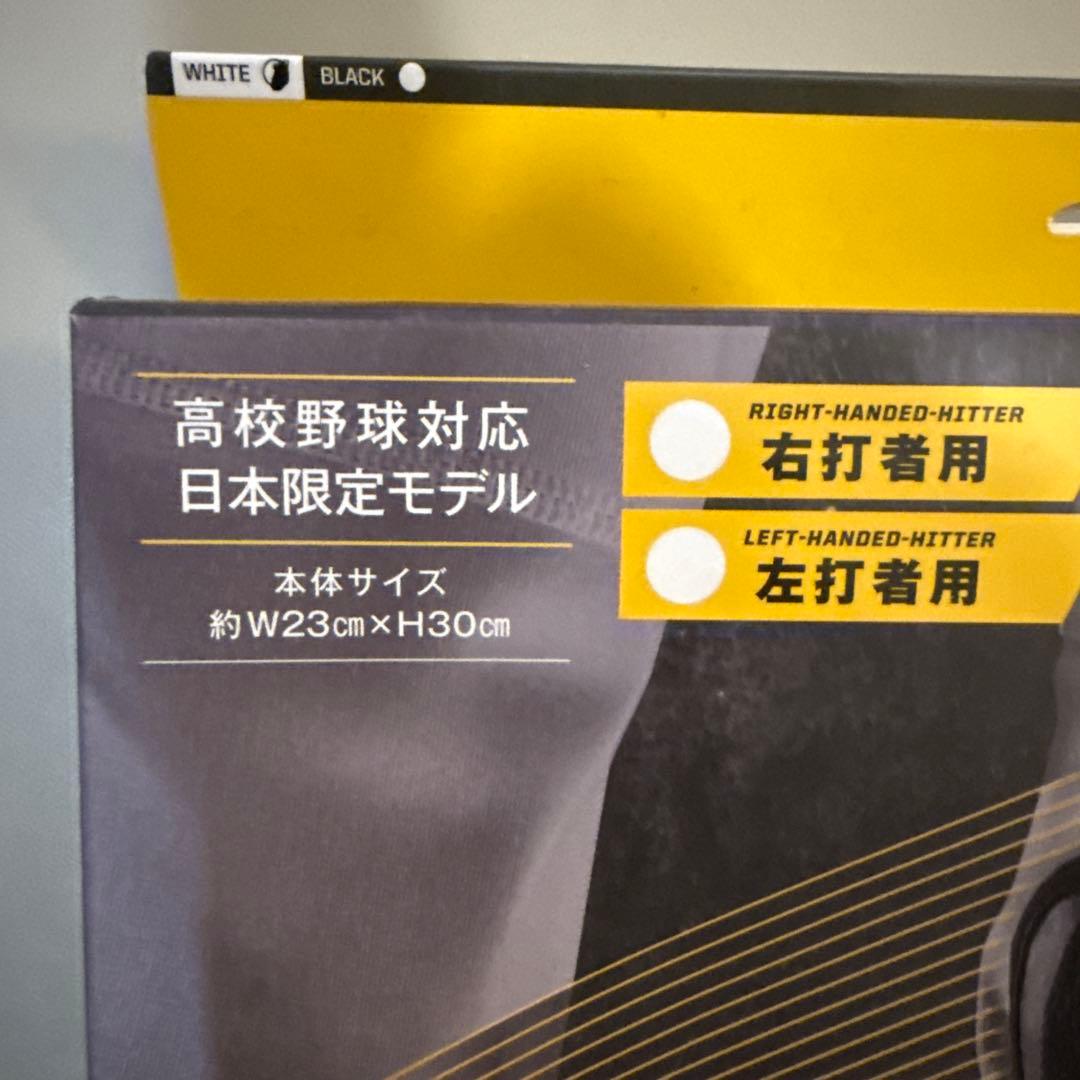 WHITE BLACK
高校野球対応
日本限定モデル
本体サイズ
約W23㎝×H30㎝
RIGHT-HANDED-HITTER
右打者用
LEFT-HANDED-HITTER
左打者用